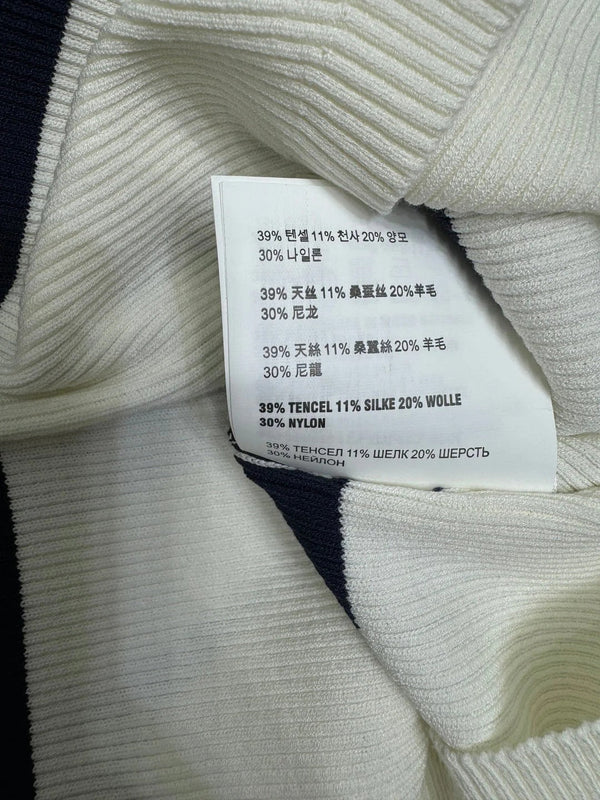 39% 텐셀 11% 천사 20% 양모
30% 나일론
39% 天丝 11% 桑蚕丝 20% 羊毛
30% 尼龙
39% 天絲 11% 桑蠶絲 20% 羊毛
30% 尼龍
39% TENCEL 11% SILKE 20% WOLLE
30% NYLON
39% ТЕНСЕЛ 11% ШЕЛК 20% ШЕРСТЬ
30% НЕЙЛОН